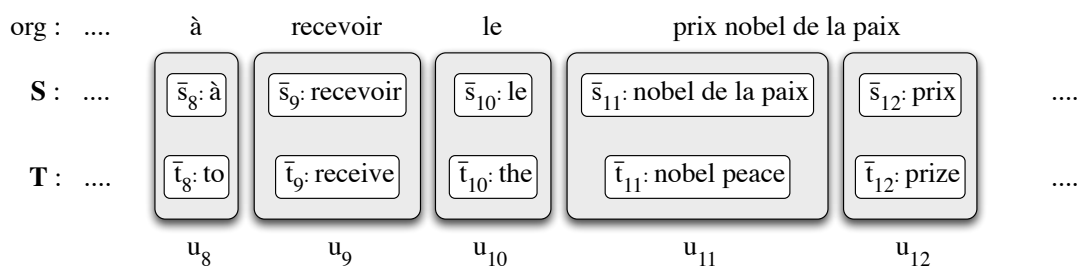 org : .... à recevoir le prix nobel de la paix
S : .... s̅8: à s̅9: recevoir s̅10: le s̅11: nobel de la paix s̅12: prix ....
T : .... t̅8: to t̅9: receive t̅10: the t̅11: nobel peace t̅12: prize ....
u8 u9 u10 u11 u12